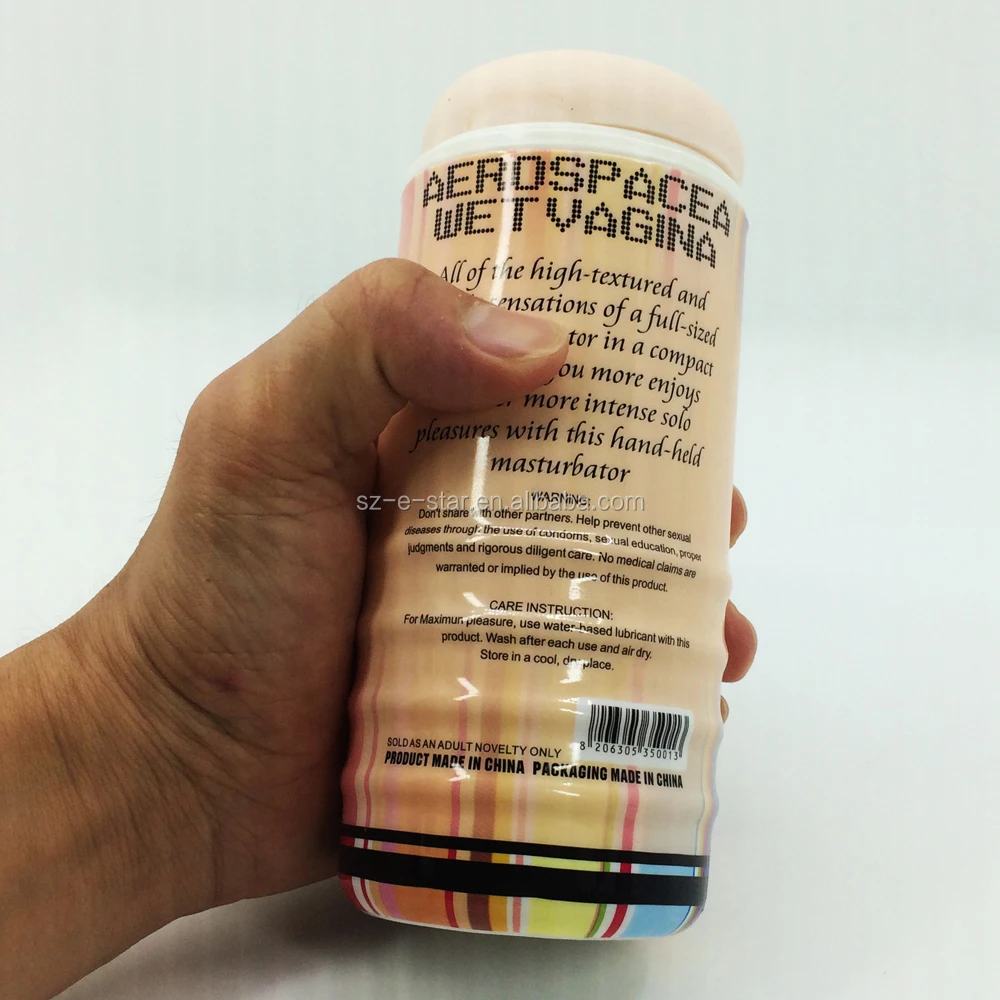 AEROSPACEA
WET VAGINA
All of the high-textured and
sensations of a full-sized
tor in a compact
you more enjoys
more intense solo
pleasures with this hand-held
masturbator
WARNING:
sz-e-star.en.alibaba.com
Don't share with other partners. Help prevent other sexual
diseases through the use of condoms, sexual education, proper
judgments and rigorous diligent care. No medical claims are
warranted or implied by the use of this product.
CARE INSTRUCTION:
For Maximun pleasure, use water-based lubricant with this
product. Wash after each use and air dry.
Store in a cool, dry place.
8 206305 350013
SOLD AS AN ADULT NOVELTY ONLY
PRODUCT MADE IN CHINA PACKAGING MADE IN CHINA